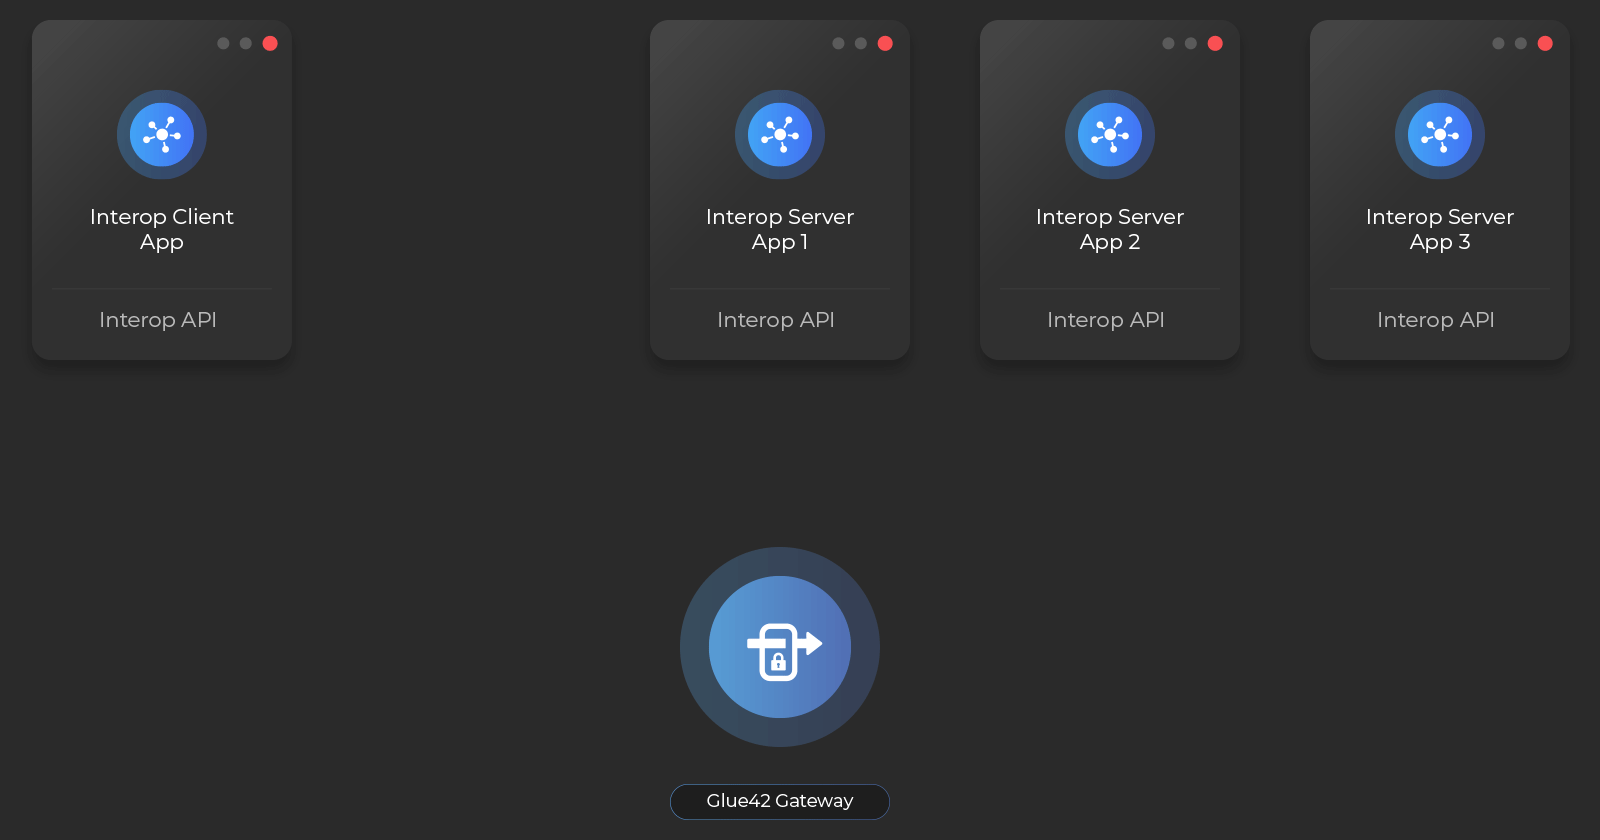 Interop Client
App
Interop API
Interop Server
App 1
Interop API
Interop Server
App 2
Interop API
Interop Server
App 3
Interop API
Glue42 Gateway